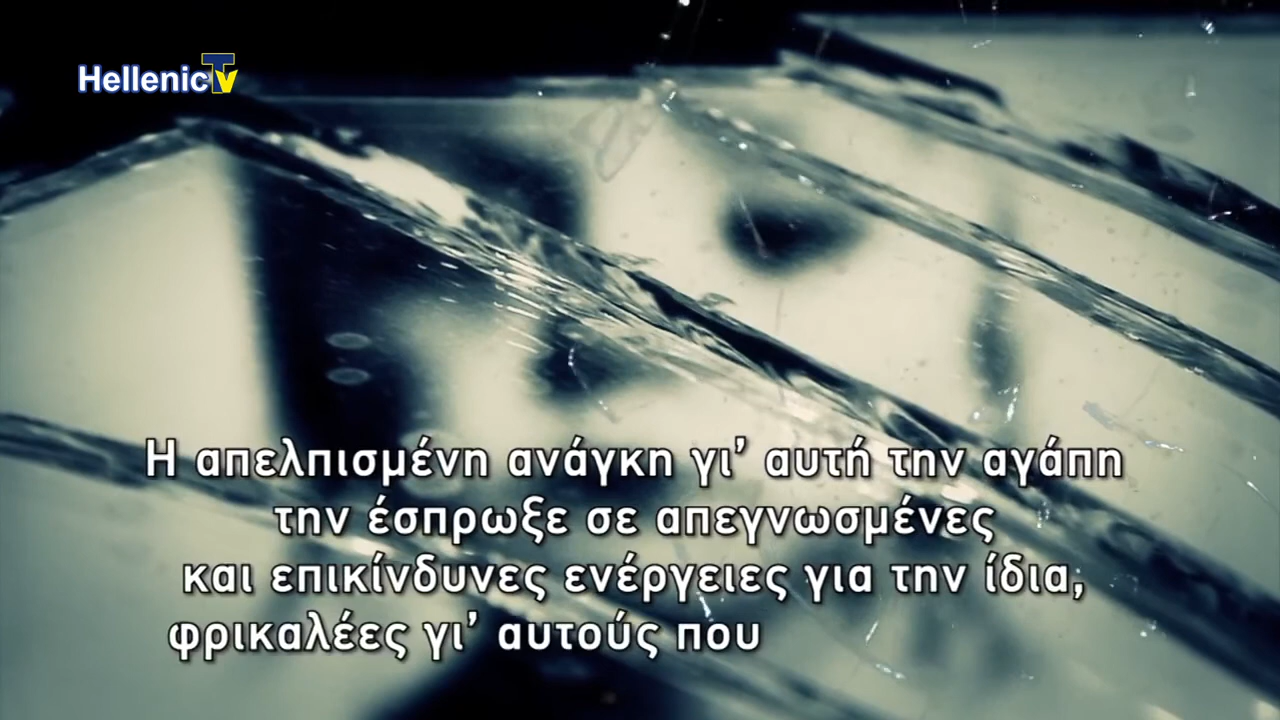 HellenicTv
Η απελπισμένη ανάγκη γι’ αυτή την αγάπη
την έσπρωξε σε απεγνωσμένες
και επικίνδυνες ενέργειες για την ίδια,
φρικαλέες γι’ αυτούς που